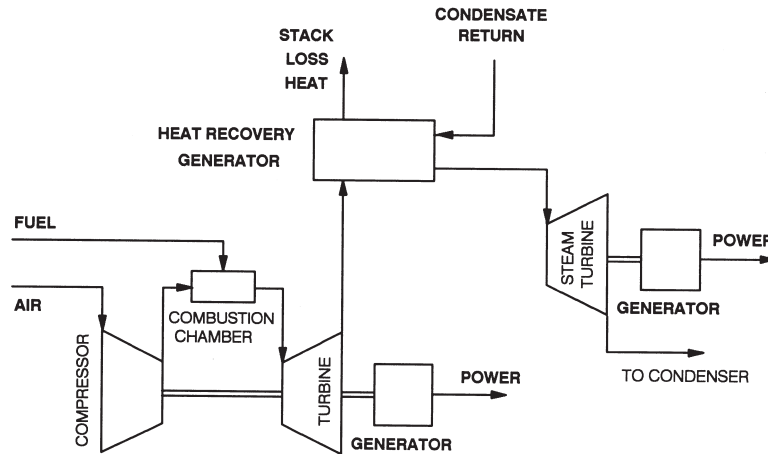 CONDENSATE
RETURN
STACK
LOSS
HEAT
HEAT RECOVERY
GENERATOR
FUEL
AIR
COMPRESSOR
COMBUSTION
CHAMBER
TURBINE
POWER
GENERATOR
STEAM
TURBINE
POWER
GENERATOR
TO CONDENSER